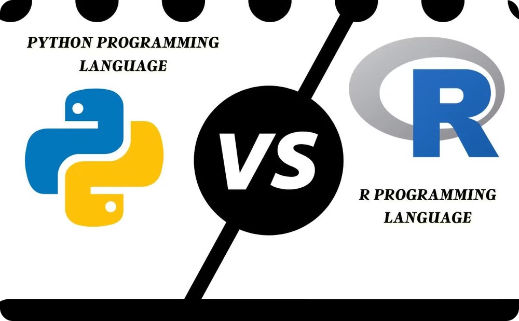 PYTHON PROGRAMMING
LANGUAGE
VS
R
R PROGRAMMING
LANGUAGE